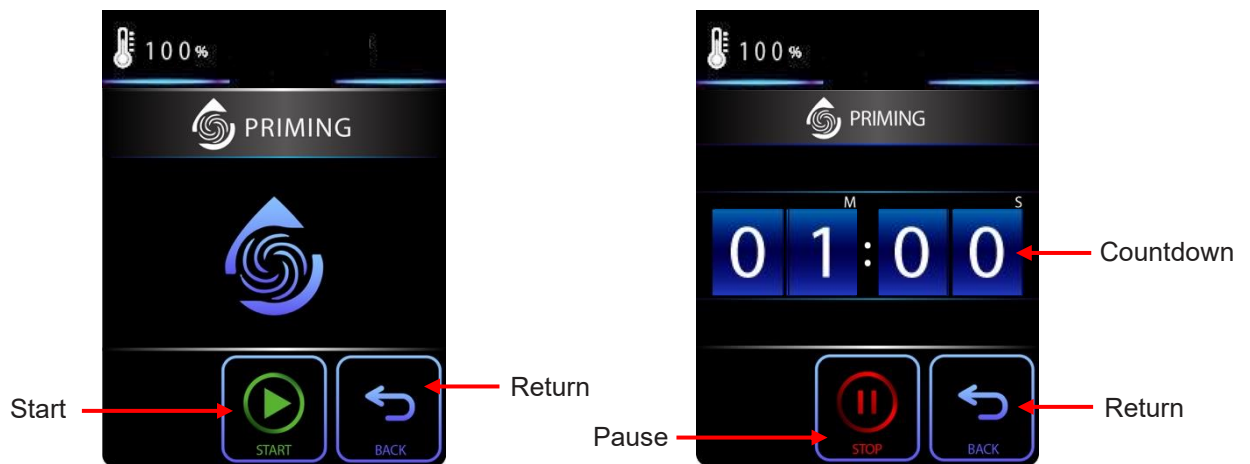 100%
PRIMING
START
BACK
Start
Return
100%
PRIMING
M
S
01:00
STOP
BACK
Countdown
Pause
Return